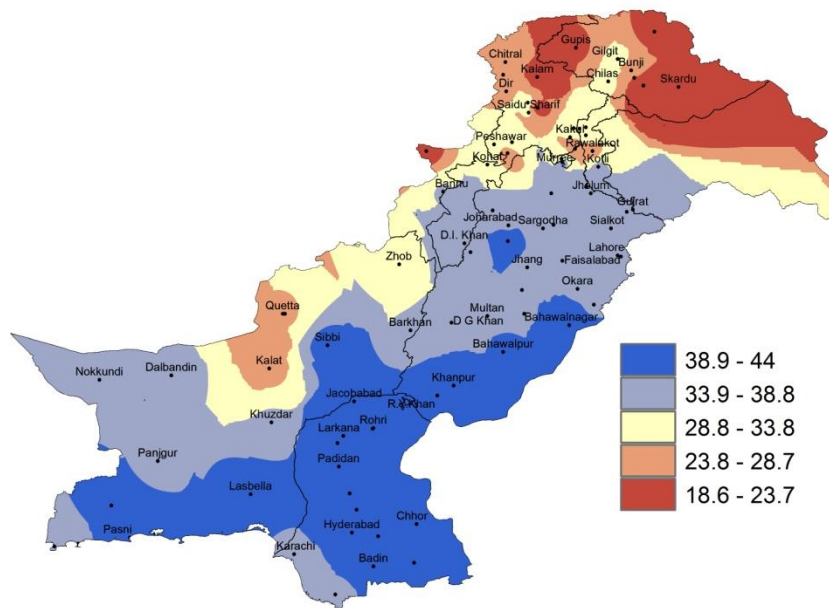 Gupis
Gilgit
Chitral
Bunji
Kalam
Chilas
Skardu
Dir
Saidu Sharif
Kakul
Peshawar
Rawalakot
Kohat
Murree
Kotli
Bannu
Jhelum
Gujrat
Joharabad
Sargodha
Sialkot
D.I. Khan
Zhob
Lahore
Jhang
Faisalabad
Okara
Quetta
Multan
Barkhan
D G Khan
Bahawalnagar
Sibbi
Bahawalpur
38.9 - 44
Kalat
Nokkundi
Dalbandin
33.9 - 38.8
Khanpur
Jacobabad
R.Y.Khan
28.8 - 33.8
Khuzdar
Rohri
Larkana
23.8 - 28.7
Panjgur
Padidan
18.6 - 23.7
Lasbella
Pasni
Chhor
Hyderabad
Karachi
Badin